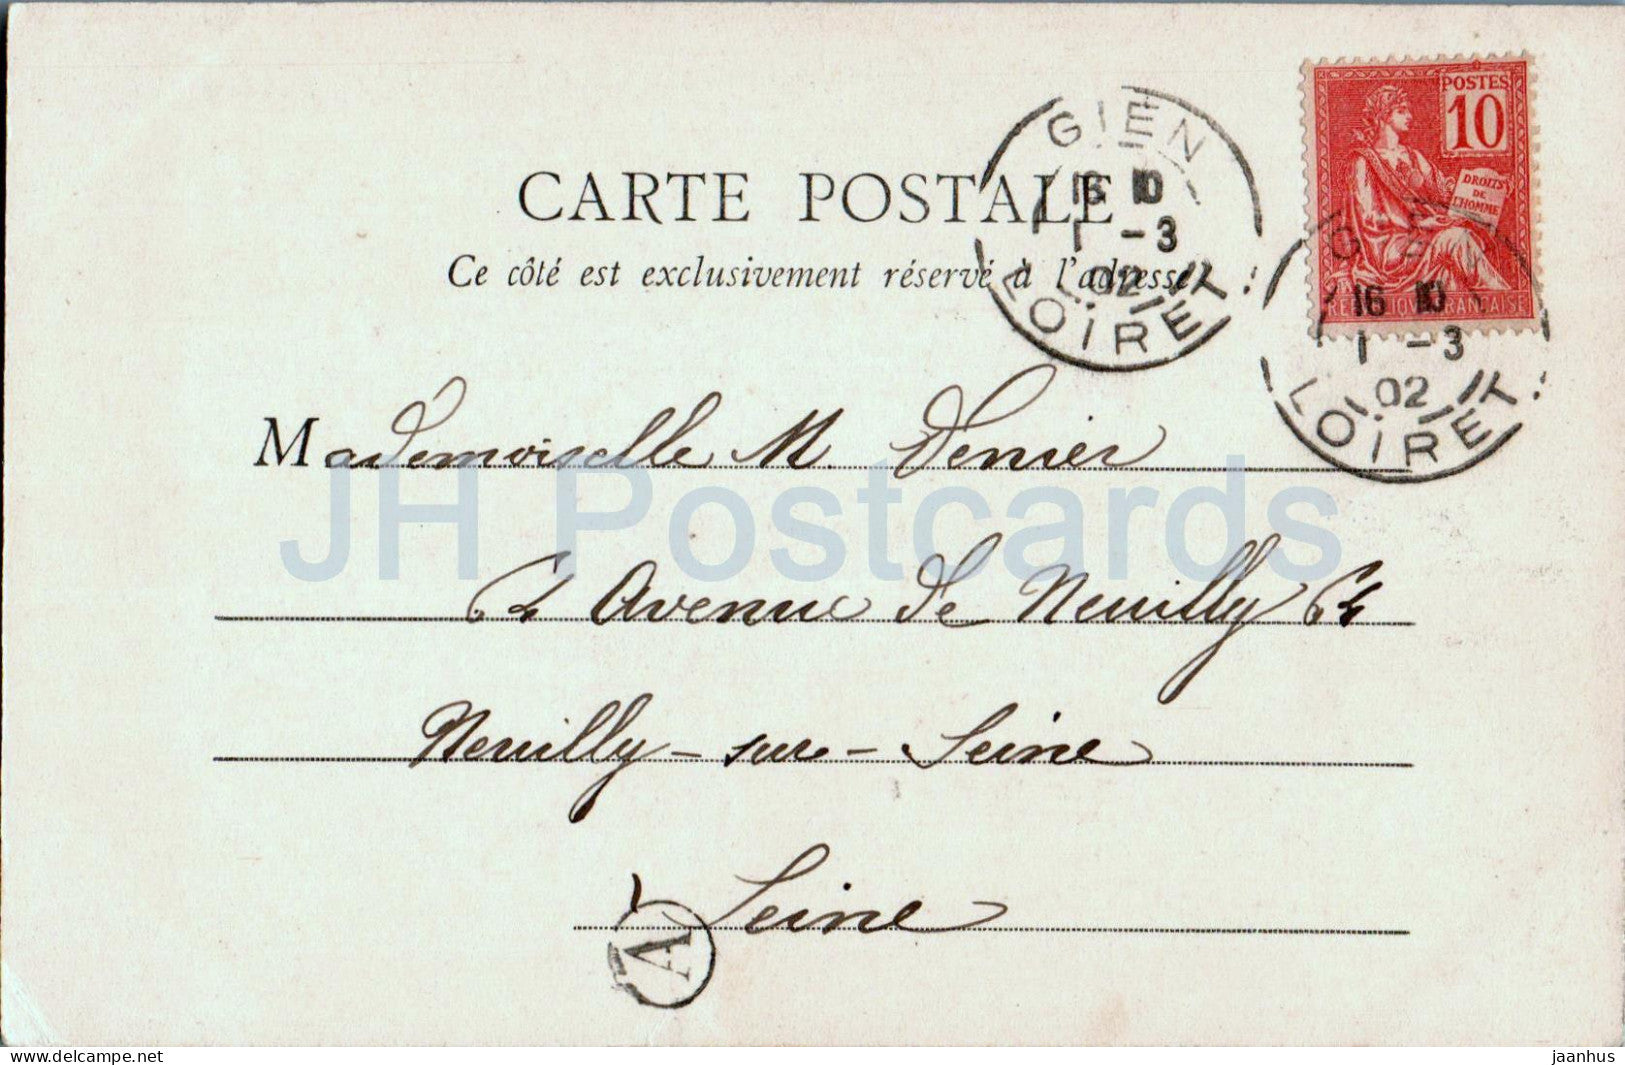 POSTES
10
DROITS
DE
L'HOMME
REPUBLIQUE FRANÇAISE
GIEN
16 10
1 -3
02
LOIRET
16
1 -3
02
LOIRET
CARTE POSTALE
Ce côté est exclusivement réservé à l'adresse
Mademoiselle M. Denier
JH Postcards
64 Avenue de Neuilly 64
Neuilly-sur-Seine
Seine
A
delcampe.net
jaanhus